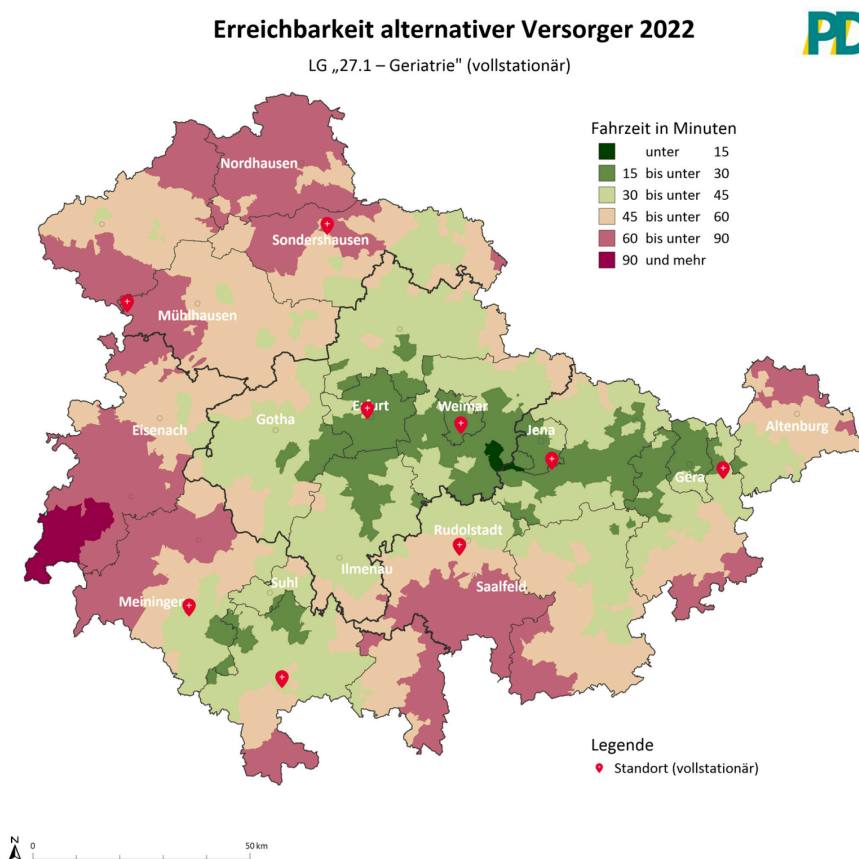 Erreichbarkeit alternativer Versorger 2022
PD
LG „27.1 – Geriatrie" (vollstationär)
Fahrzeit in Minuten
unter 15
15 bis unter 30
30 bis unter 45
45 bis unter 60
60 bis unter 90
90 und mehr
Nordhausen
Sondershausen
Mühlhausen
Eisenach
Gotha
Erfurt
Weimar
Jena
Gera
Altenburg
Rudolstadt
Ilmenau
Saalfeld
Suhl
Meiningen
Legende
Standort (vollstationär)
N
0 50 km